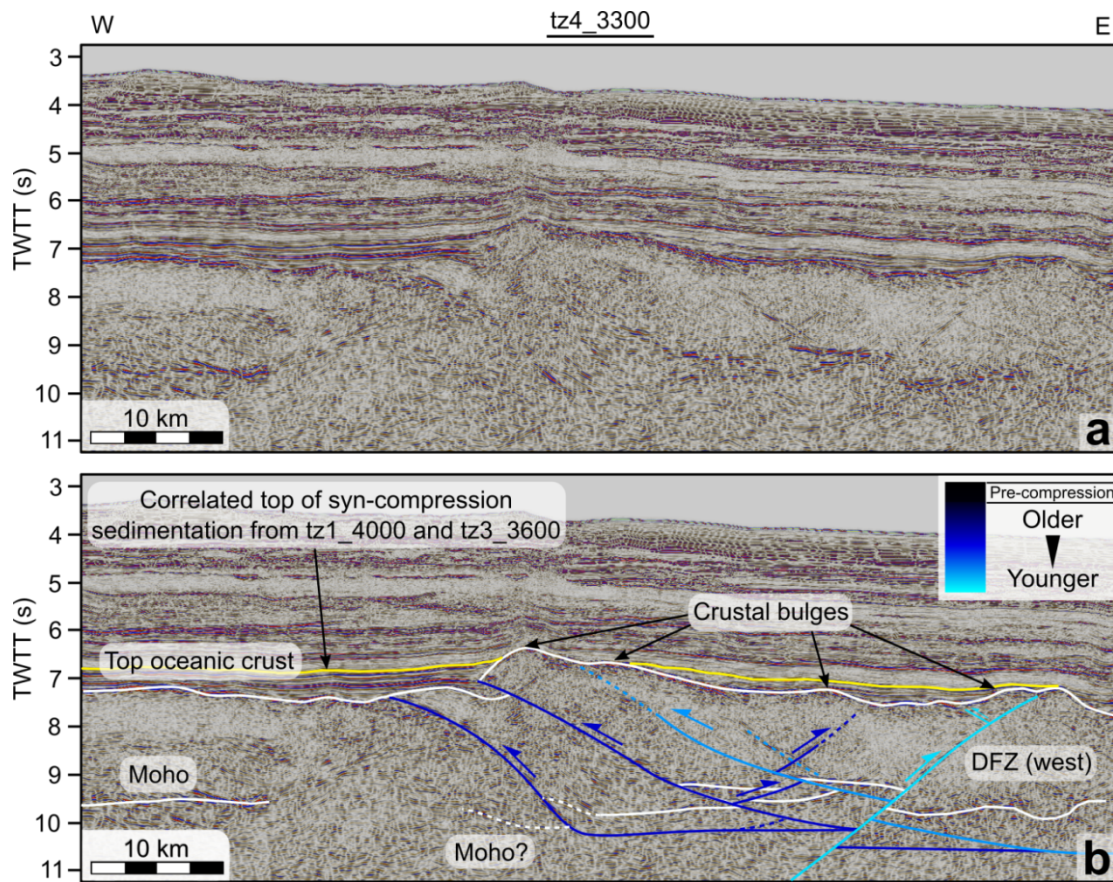 W
tz4_3300
E
TWTT (s)
3
4
5
6
7
8
9
10
11
10 km
a
TWTT (s)
3
4
5
6
7
8
9
10
11
Correlated top of syn-compression
sedimentation from tz1_4000 and tz3_3600
Pre-compression
Older
Younger
Crustal bulges
Top oceanic crust
Moho
DFZ (west)
Moho?
10 km
b